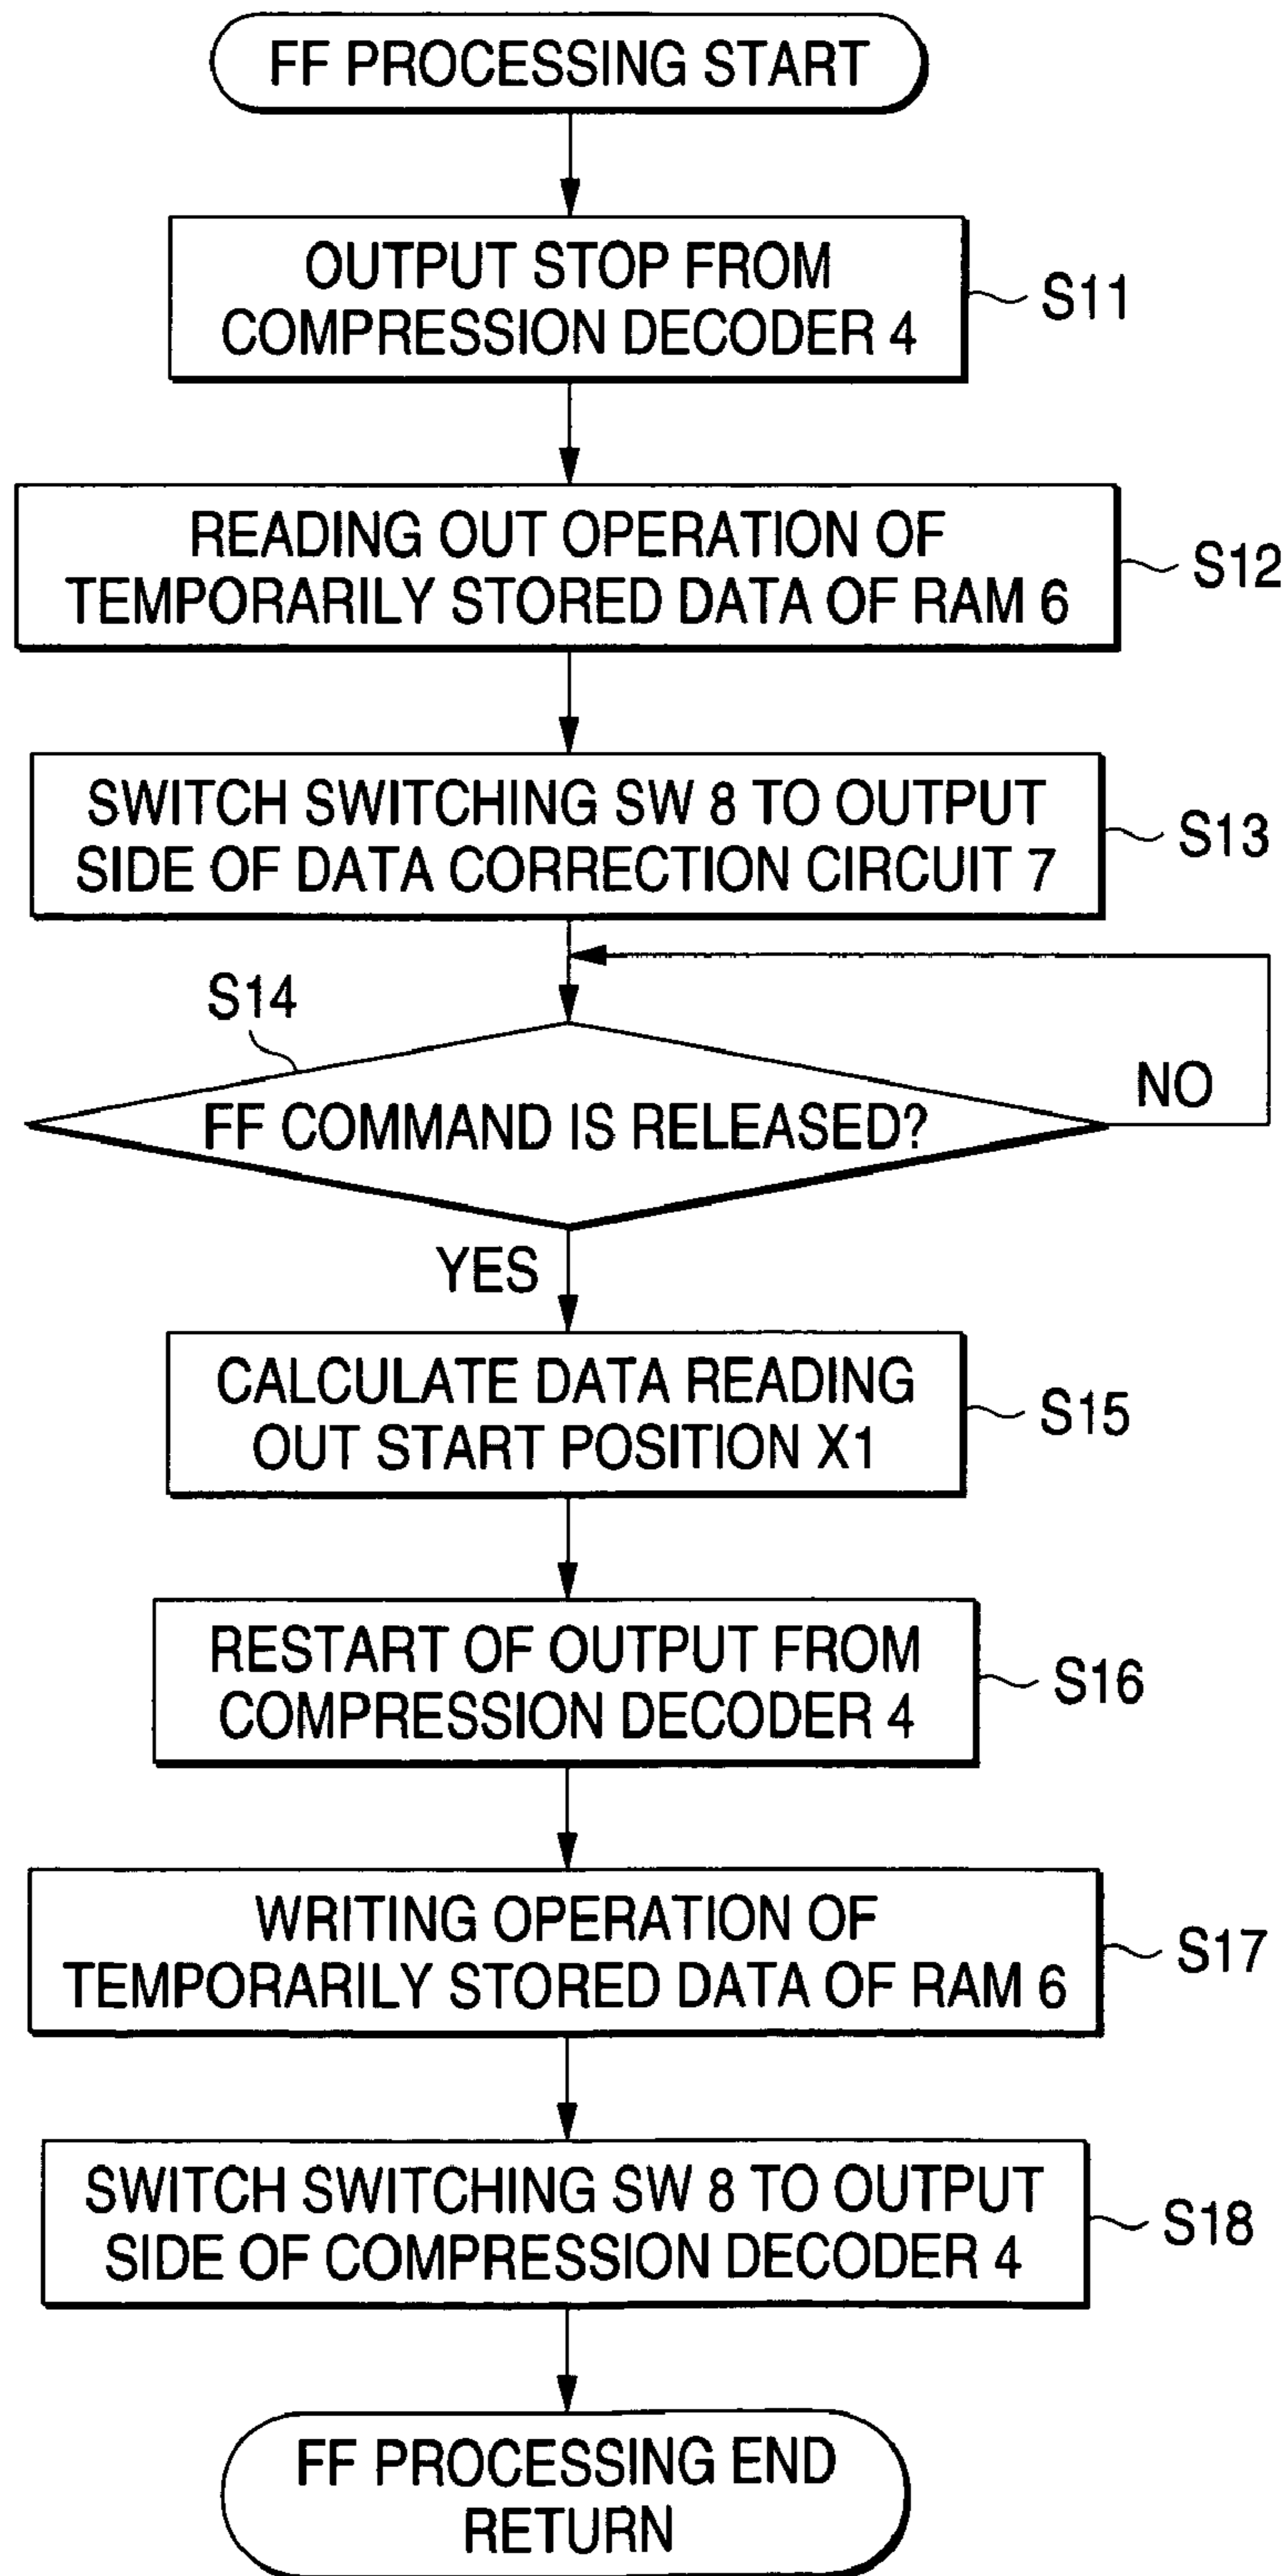 FF PROCESSING START
OUTPUT STOP FROM
COMPRESSION DECODER 4
S11
READING OUT OPERATION OF
TEMPORARILY STORED DATA OF RAM 6
S12
SWITCH SWITCHING SW 8 TO OUTPUT
SIDE OF DATA CORRECTION CIRCUIT 7
S13
S14
FF COMMAND IS RELEASED?
NO
YES
CALCULATE DATA READING
OUT START POSITION X1
S15
RESTART OF OUTPUT FROM
COMPRESSION DECODER 4
S16
WRITING OPERATION OF
TEMPORARILY STORED DATA OF RAM 6
S17
SWITCH SWITCHING SW 8 TO OUTPUT
SIDE OF COMPRESSION DECODER 4
S18
FF PROCESSING END
RETURN